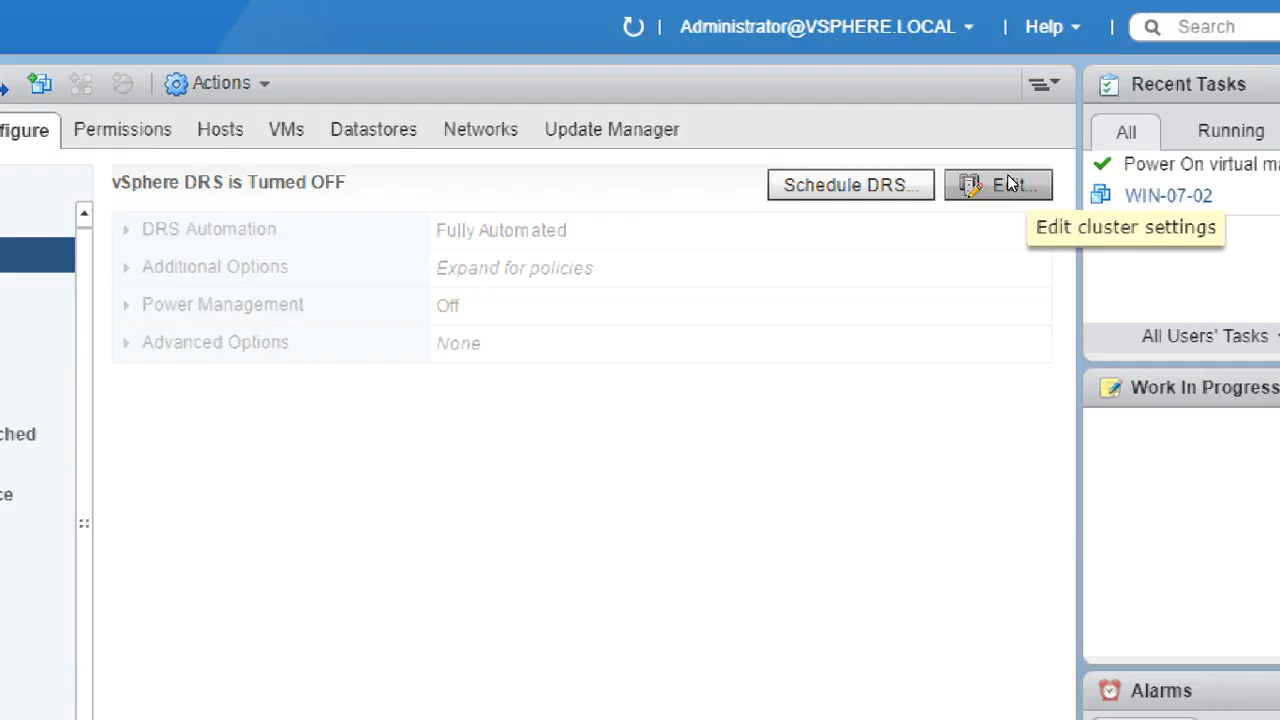 Administrator@VSPHERE.LOCAL
Help
Search
Actions
Recent Tasks
figure
Permissions
Hosts
VMs
Datastores
Networks
Update Manager
All
Running
Power On virtual ma
WIN-07-02
vSphere DRS is Turned OFF
Schedule DRS...
Edit...
Edit cluster settings
DRS Automation
Fully Automated
Additional Options
Expand for policies
Power Management
Off
Advanced Options
None
All Users' Tasks
Work In Progress
ched
ce
Alarms